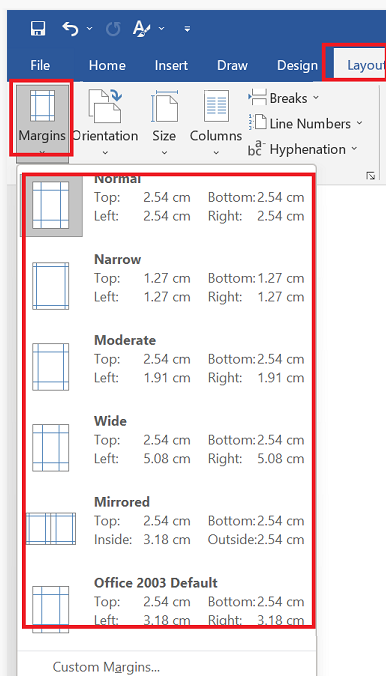 File Home Insert Draw Design Layou
Margins Orientation Size Columns
Breaks
Line Numbers
Hyphenation
Normal
Top: 2.54 cm Bottom: 2.54 cm
Left: 2.54 cm Right: 2.54 cm
Narrow
Top: 1.27 cm Bottom: 1.27 cm
Left: 1.27 cm Right: 1.27 cm
Moderate
Top: 2.54 cm Bottom: 2.54 cm
Left: 1.91 cm Right: 1.91 cm
Wide
Top: 2.54 cm Bottom: 2.54 cm
Left: 5.08 cm Right: 5.08 cm
Mirrored
Top: 2.54 cm Bottom: 2.54 cm
Inside: 3.18 cm Outside: 2.54 cm
Office 2003 Default
Top: 2.54 cm Bottom: 2.54 cm
Left: 3.18 cm Right: 3.18 cm
Custom Margins...